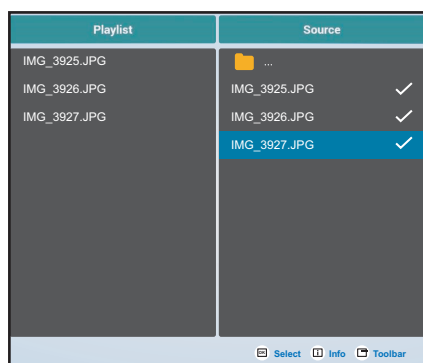 Playlist
Source
IMG_3925.JPG
IMG_3926.JPG
IMG_3927.JPG
...
IMG_3925.JPG
IMG_3926.JPG
IMG_3927.JPG
Select Info Toolbar